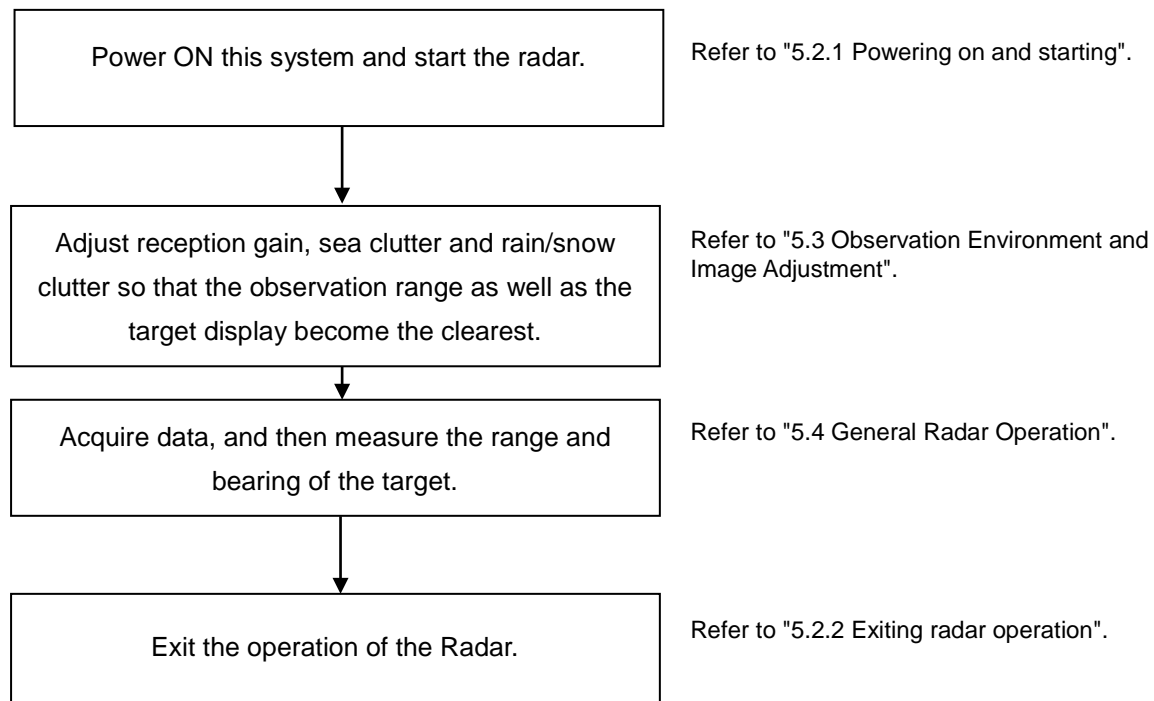 Power ON this system and start the radar.
Refer to "5.2.1 Powering on and starting".
Adjust reception gain, sea clutter and rain/snow
clutter so that the observation range as well as the
target display become the clearest.
Refer to "5.3 Observation Environment and
Image Adjustment".
Acquire data, and then measure the range and
bearing of the target.
Refer to "5.4 General Radar Operation".
Exit the operation of the Radar.
Refer to "5.2.2 Exiting radar operation".